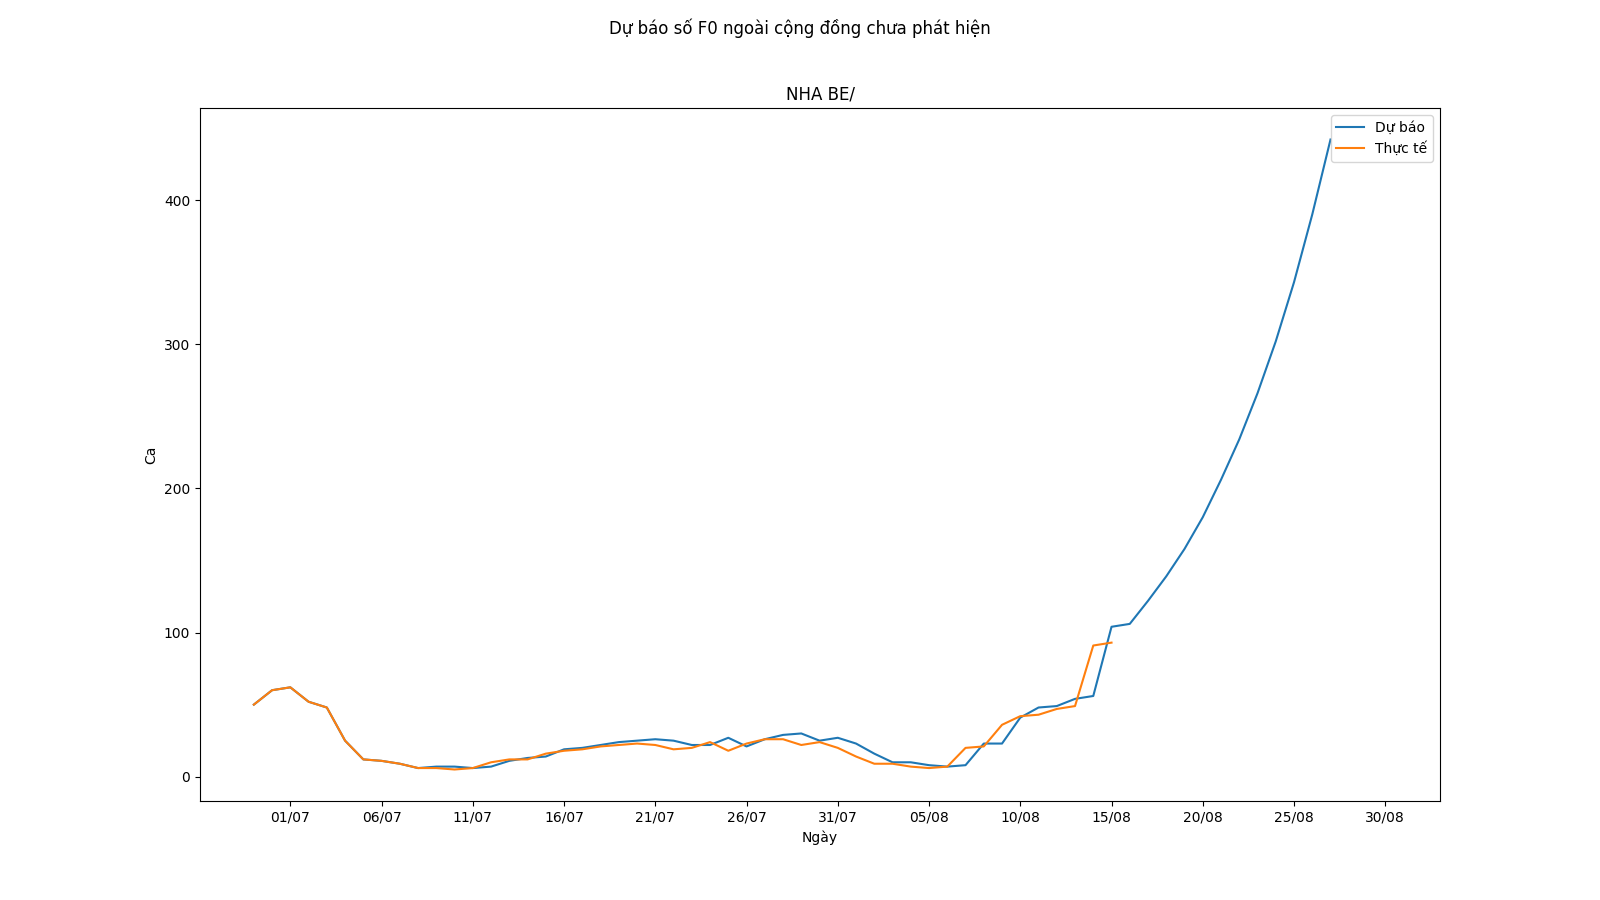 Dự báo số F0 ngoài cộng đồng chưa phát hiện
NHA BE/
Dự báo
Thực tế
400
300
200
100
0
Ca
01/07 06/07 11/07 16/07 21/07 26/07 31/07 05/08 10/08 15/08 20/08 25/08 30/08
Ngày